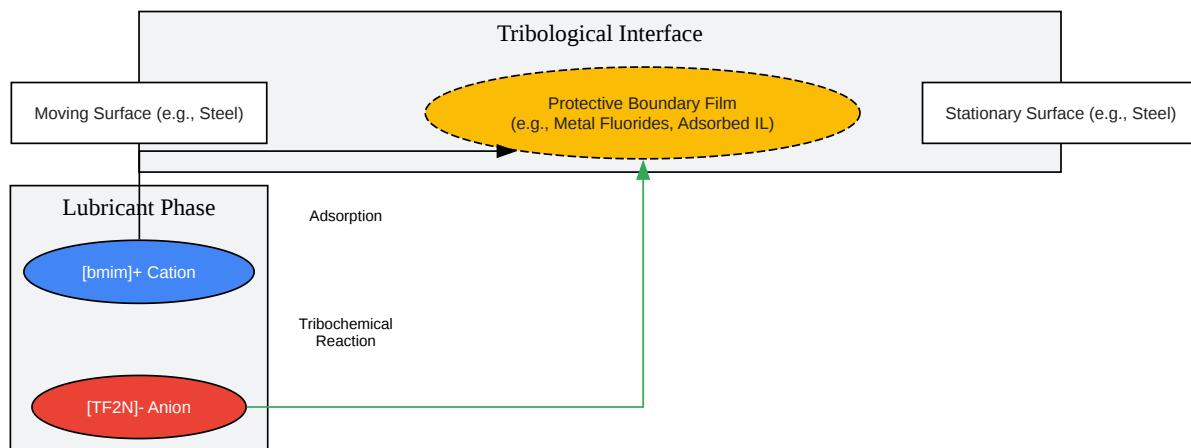 Tribological Interface
Moving Surface (e.g., Steel)
Protective Boundary Film
(e.g., Metal Fluorides, Adsorbed IL)
Stationary Surface (e.g., Steel)
Lubricant Phase
Adsorption
[bmim]+ Cation
Tribochemical
Reaction
[TF2N]- Anion